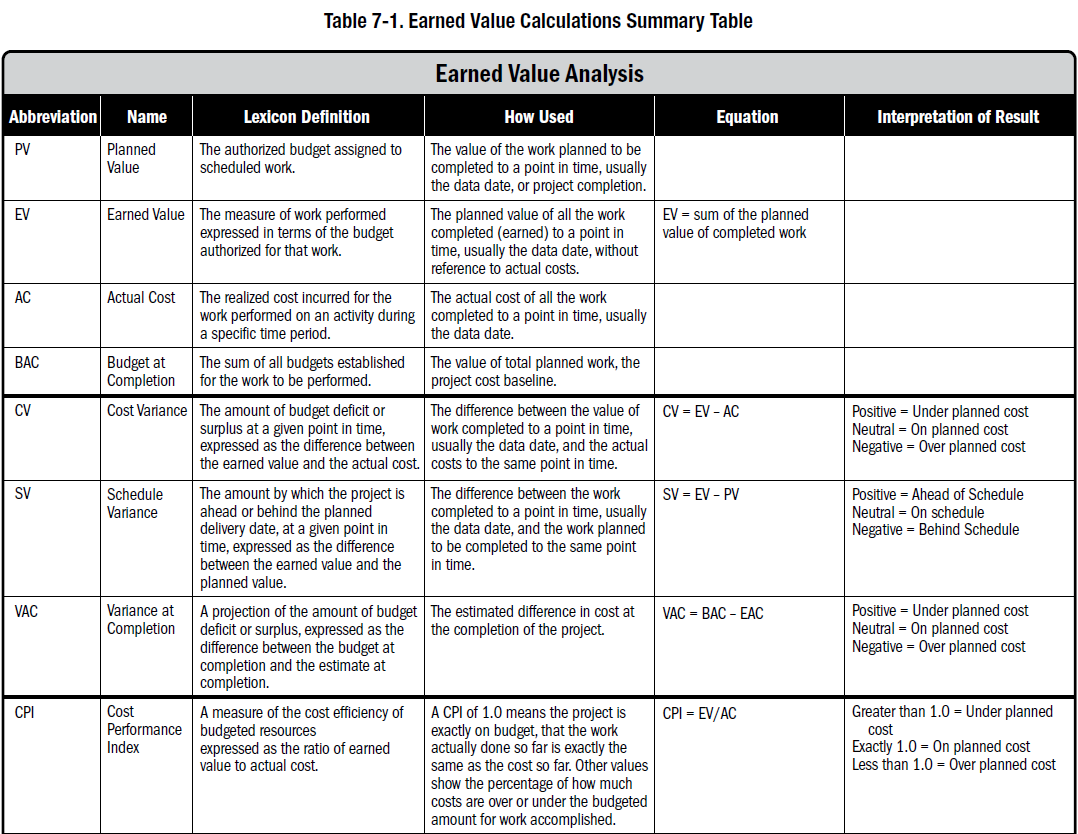 Table 7-1. Earned Value Calculations Summary Table
Earned Value Analysis
Abbreviation
Name
Lexicon Definition
How Used
Equation
Interpretation of Result
PV
Planned
Value
The authorized budget assigned to
scheduled work.
The value of the work planned to be
completed to a point in time, usually
the data date, or project completion.
EV
Earned Value
The measure of work performed
expressed in terms of the budget
authorized for that work.
The planned value of all the work
completed (earned) to a point in
time, usually the data date, without
reference to actual costs.
EV = sum of the planned
value of completed work
AC
Actual Cost
The realized cost incurred for the
work performed on an activity during
a specific time period.
The actual cost of all the work
completed to a point in time, usually
the data date.
BAC
Budget at
Completion
The sum of all budgets established
for the work to be performed.
The value of total planned work, the
project cost baseline.
CV
Cost Variance
The amount of budget deficit or
surplus at a given point in time,
expressed as the difference between
the earned value and the actual cost.
The difference between the value of
work completed to a point in time,
usually the data date, and the actual
costs to the same point in time.
CV = EV – AC
Positive = Under planned cost
Neutral = On planned cost
Negative = Over planned cost
SV
Schedule
Variance
The amount by which the project is
ahead or behind the planned
delivery date, at a given point in
time, expressed as the difference
between the earned value and the
planned value.
The difference between the work
completed to a point in time, usually
the data date, and the work planned
to be completed to the same point
in time.
SV = EV – PV
Positive = Ahead of Schedule
Neutral = On schedule
Negative = Behind Schedule
VAC
Variance at
Completion
A projection of the amount of budget
deficit or surplus, expressed as the
difference between the budget at
completion and the estimate at
completion.
The estimated difference in cost at
the completion of the project.
VAC = BAC – EAC
Positive = Under planned cost
Neutral = On planned cost
Negative = Over planned cost
CPI
Cost
Performance
Index
A measure of the cost efficiency of
budgeted resources
expressed as the ratio of earned
value to actual cost.
A CPI of 1.0 means the project is
exactly on budget, that the work
actually done so far is exactly the
same as the cost so far. Other values
show the percentage of how much
costs are over or under the budgeted
amount for work accomplished.
CPI = EV/AC
Greater than 1.0 = Under planned
cost
Exactly 1.0 = On planned cost
Less than 1.0 = Over planned cost